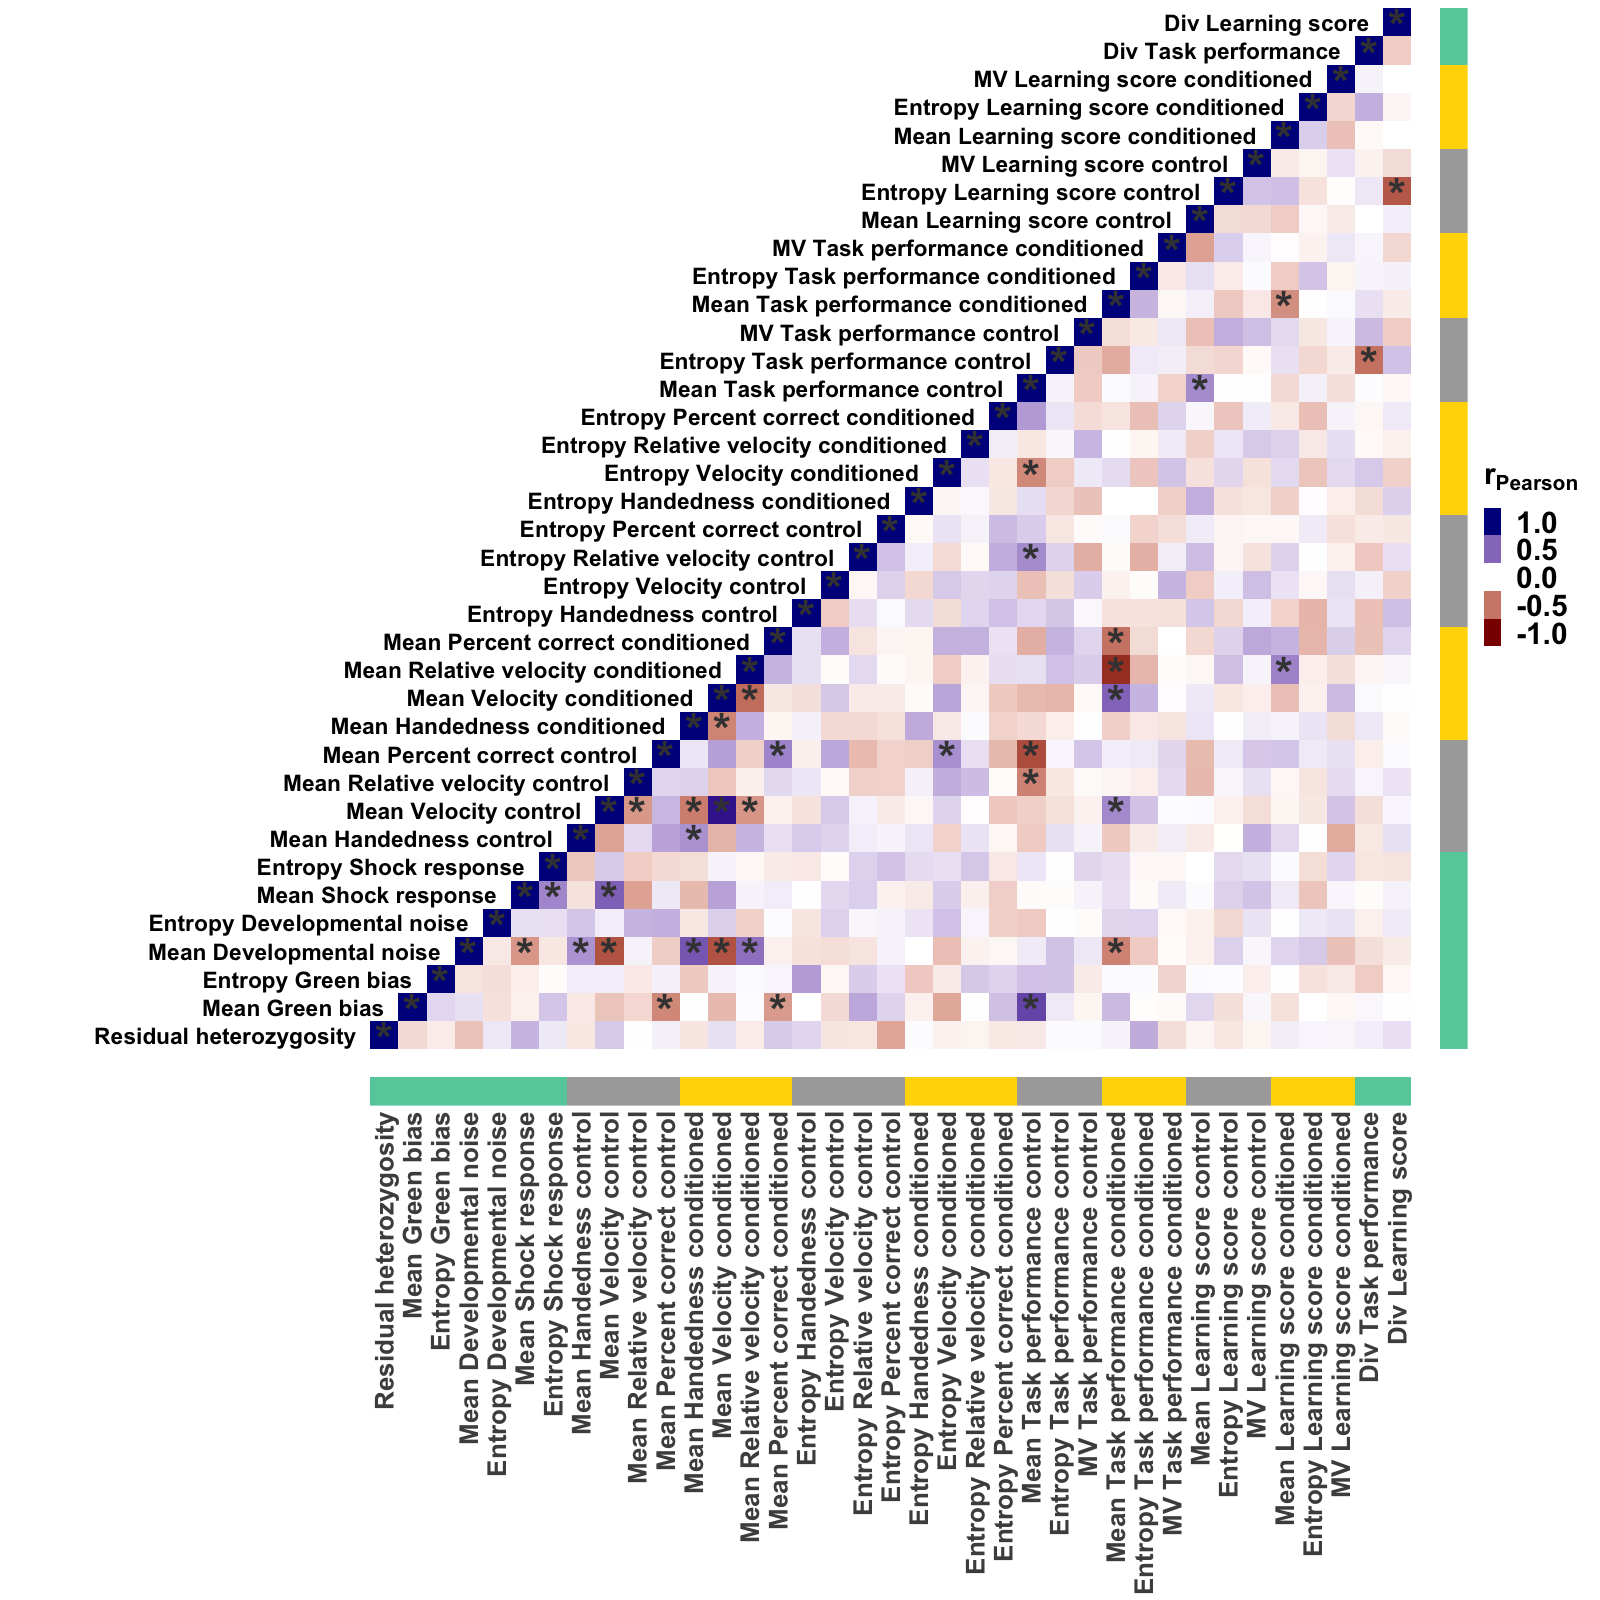 Div Learning score
Div Task performance
MV Learning score conditioned
Entropy Learning score conditioned
Mean Learning score conditioned
MV Learning score control
Entropy Learning score control
Mean Learning score control
MV Task performance conditioned
Entropy Task performance conditioned
Mean Task performance conditioned
MV Task performance control
Entropy Task performance control
Mean Task performance control
Entropy Percent correct conditioned
Entropy Relative velocity conditioned
Entropy Velocity conditioned
Entropy Handedness conditioned
Entropy Percent correct control
Entropy Relative velocity control
Entropy Velocity control
Entropy Handedness control
Mean Percent correct conditioned
Mean Relative velocity conditioned
Mean Velocity conditioned
Mean Handedness conditioned
Mean Percent correct control
Mean Relative velocity control
Mean Velocity control
Mean Handedness control
Entropy Shock response
Mean Shock response
Entropy Developmental noise
Mean Developmental noise
Entropy Green bias
Mean Green bias
Residual heterozygosity
rPearson
1.0
0.5
0.0
-0.5
-1.0
Residual heterozygosity
Mean Green bias
Entropy Green bias
Mean Developmental noise
Entropy Developmental noise
Mean Shock response
Entropy Shock response
Mean Handedness control
Mean Velocity control
Mean Relative velocity control
Mean Percent correct control
Mean Handedness conditioned
Mean Velocity conditioned
Mean Relative velocity conditioned
Mean Percent correct conditioned
Entropy Handedness control
Entropy Velocity control
Entropy Relative velocity control
Entropy Percent correct control
Entropy Handedness conditioned
Entropy Velocity conditioned
Entropy Relative velocity conditioned
Entropy Percent correct conditioned
Mean Task performance control
Entropy Task performance control
MV Task performance control
Mean Task performance conditioned
Entropy Task performance conditioned
MV Task performance conditioned
Mean Learning score control
Entropy Learning score control
MV Learning score control
Mean Learning score conditioned
Entropy Learning score conditioned
MV Learning score conditioned
Div Task performance
Div Learning score